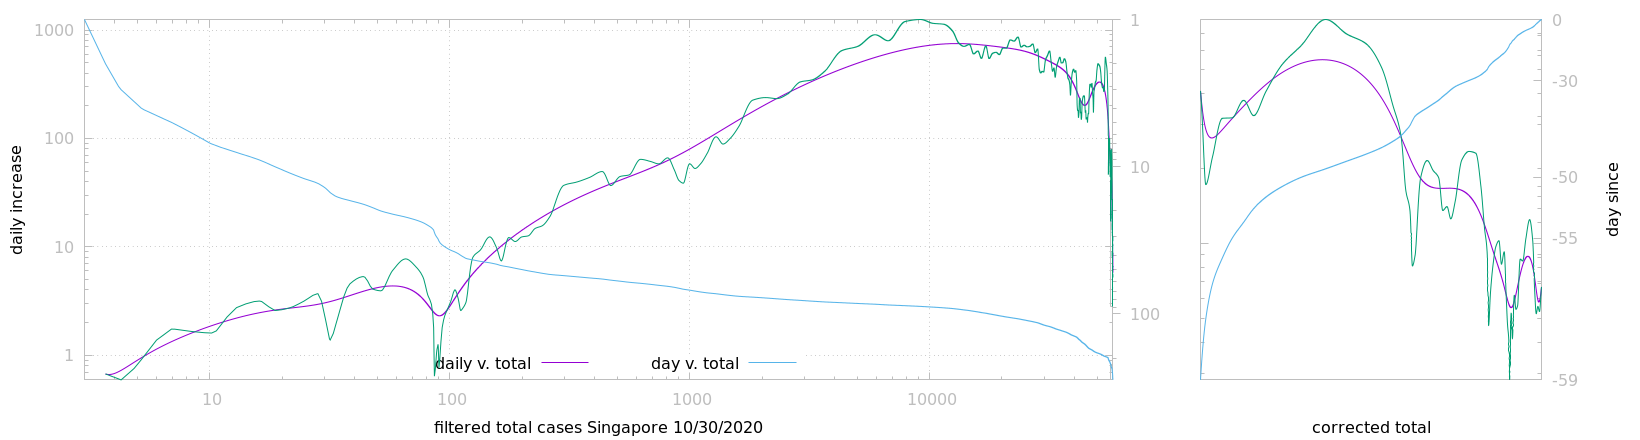 1000
100
10
1
daily increase
10
100
1000
10000
filtered total cases Singapore 10/30/2020
daily v. total
day v. total
1
10
100
0
-30
-50
-55
-59
day since
corrected total